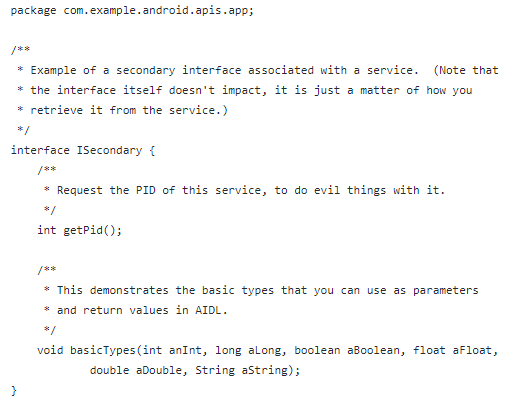 package com.example.android.apis.app;

/**
 * Example of a secondary interface associated with a service.  (Note that
 * the interface itself doesn't impact, it is just a matter of how you
 * retrieve it from the service.)
 */
interface ISecondary {
    /**
     * Request the PID of this service, to do evil things with it.
     */
    int getPid();

    /**
     * This demonstrates the basic types that you can use as parameters
     * and return values in AIDL.
     */
    void basicTypes(int anInt, long aLong, boolean aBoolean, float aFloat,
            double aDouble, String aString);
}